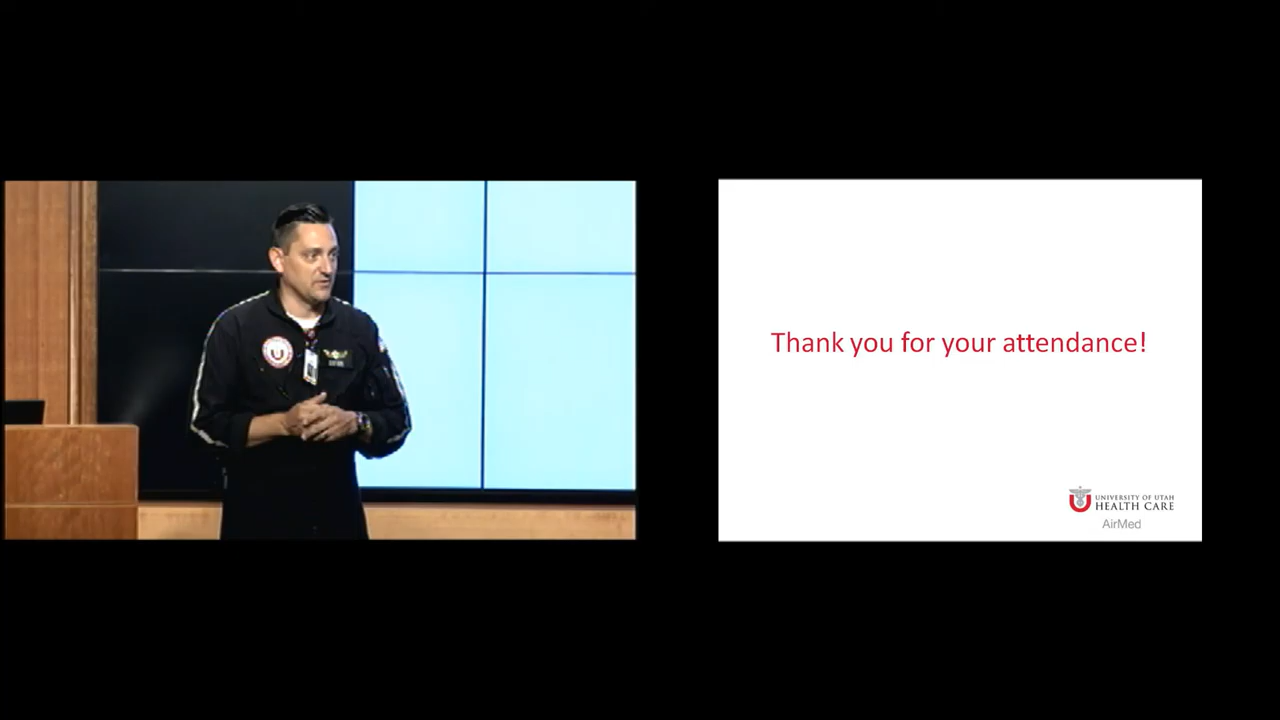 U
Thank you for your attendance!
UNIVERSITY OF UTAH
HEALTH CARE
AirMed